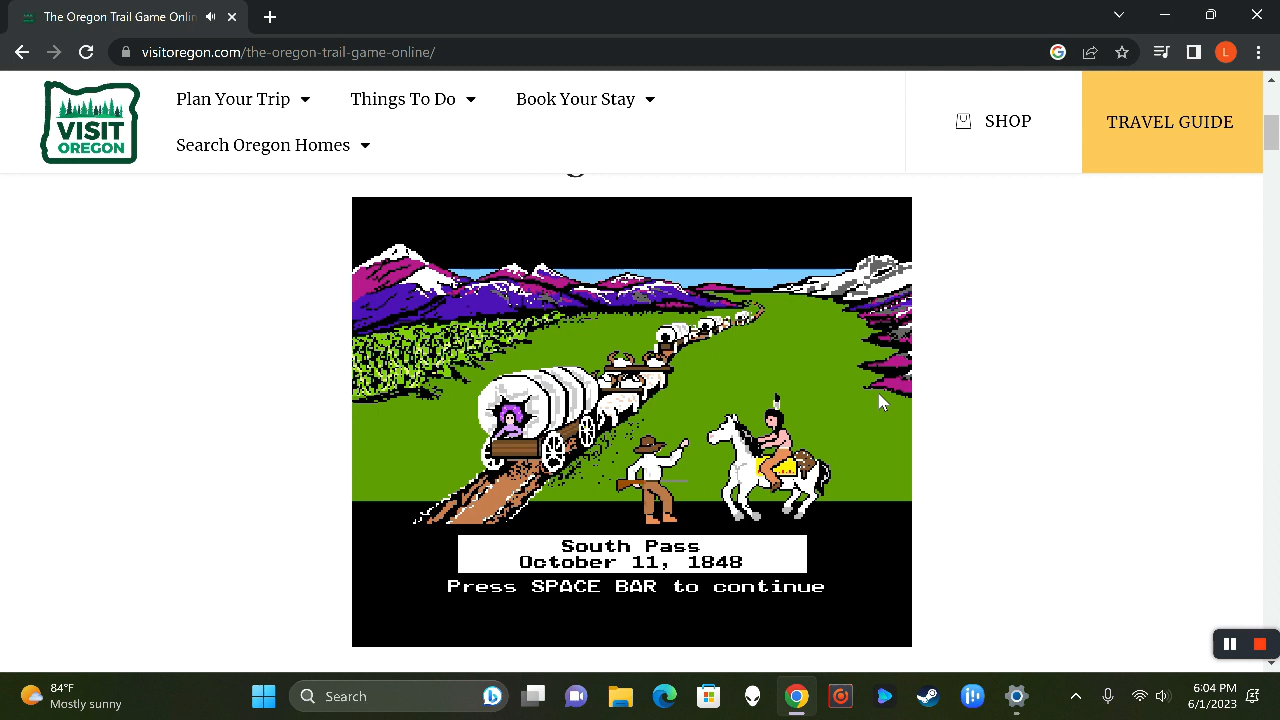 The Oregon Trail Game Onlin
visitoregon.com/the-oregon-trail-game-online/
L
VISIT
OREGON
Plan Your Trip
Things To Do
Book Your Stay
Search Oregon Homes
SHOP
TRAVEL GUIDE
South Pass
October 11, 1848
Press SPACE BAR to continue
84°F
Mostly sunny
Search
6:04 PM
6/1/2023